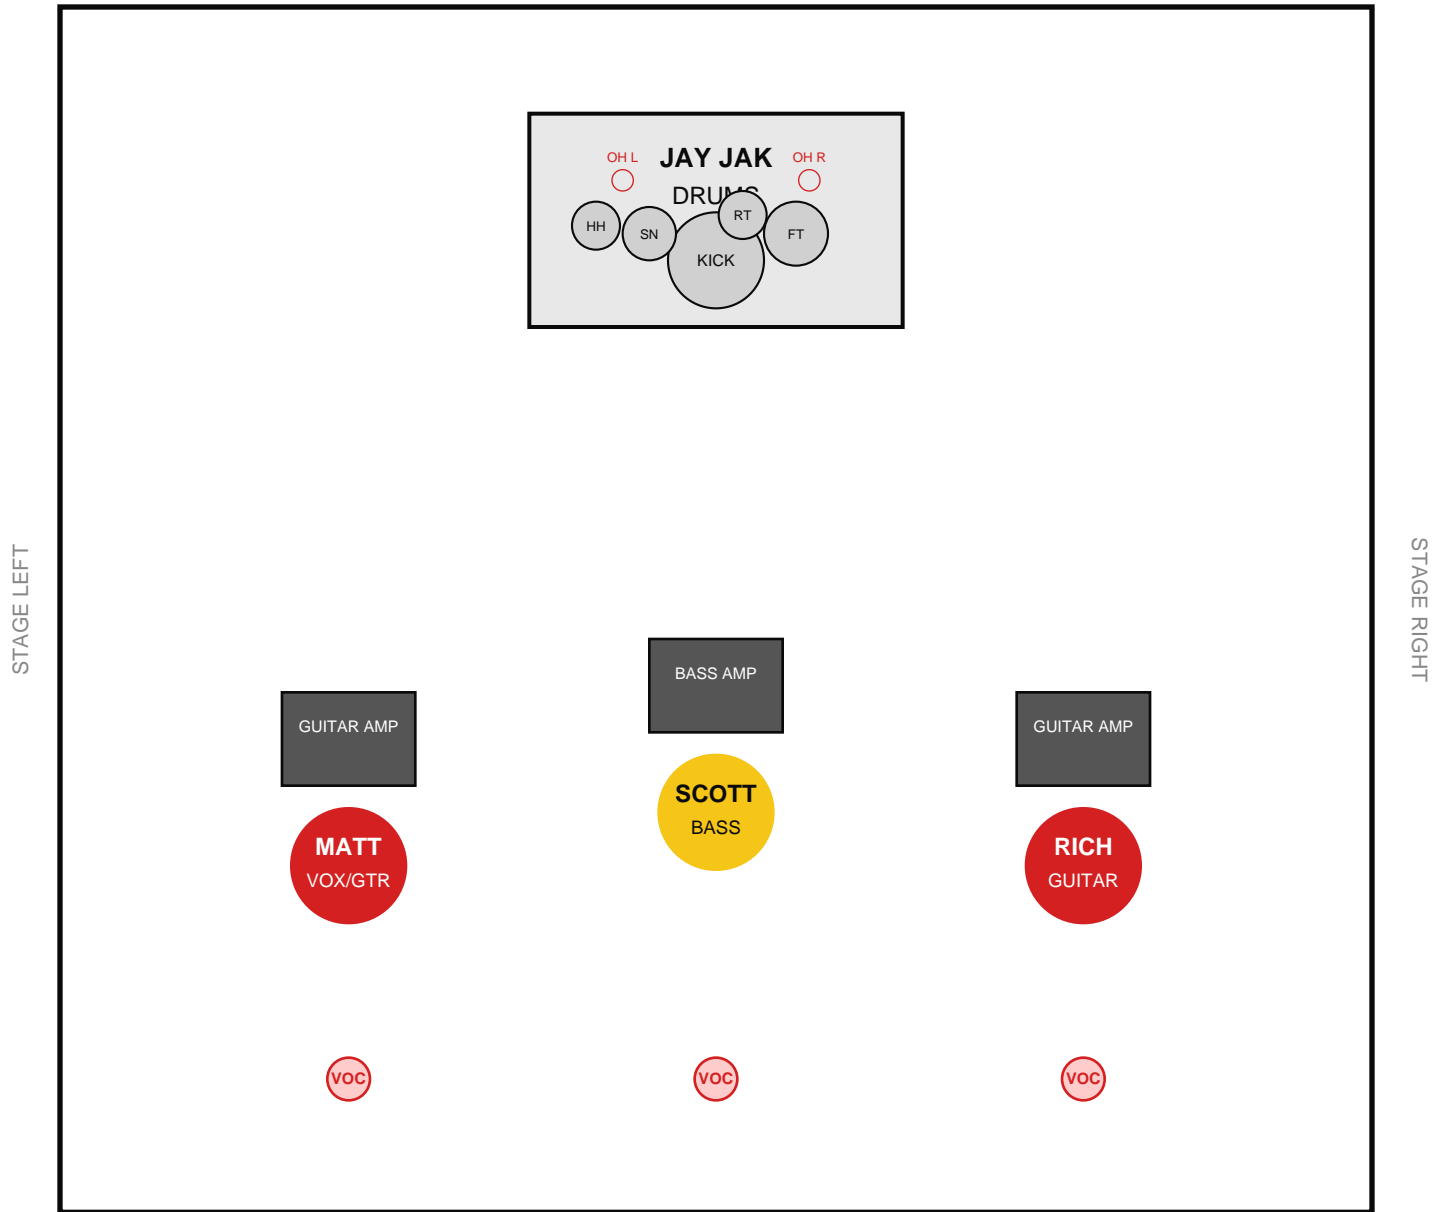 OH L
JAY JAK
OH R
DRUMS
HH
SN
RT
FT
KICK
STAGE LEFT
STAGE RIGHT
BASS AMP
GUITAR AMP
GUITAR AMP
SCOTT
BASS
MATT
VOX/GTR
RICH
GUITAR
VOC
VOC
VOC